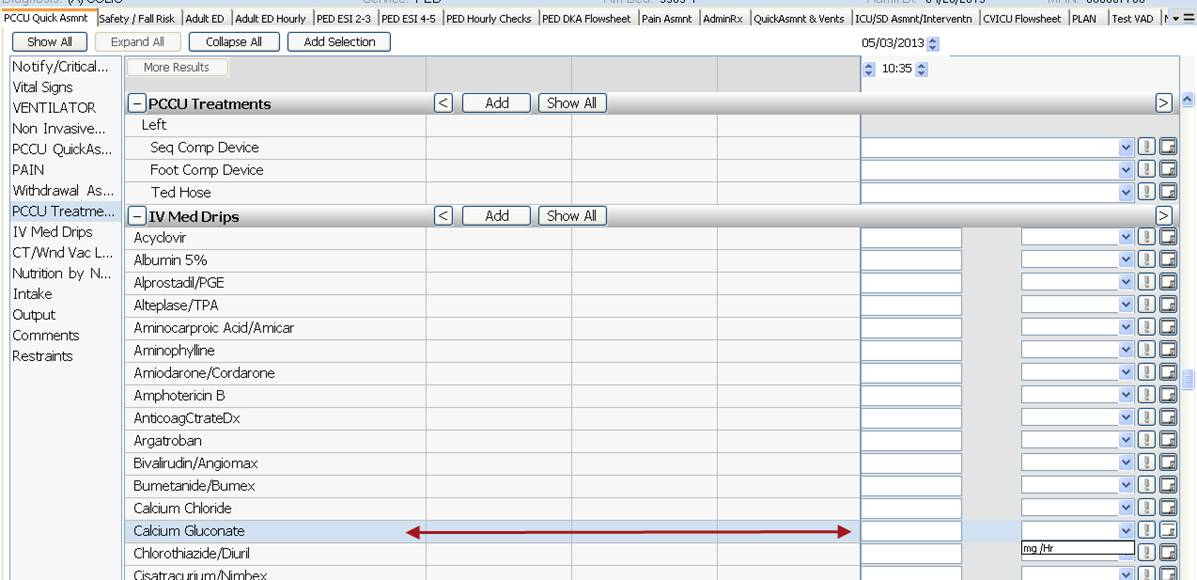 PCCU Quick Asmnt Safety / Fall Risk Adult ED Adult ED Hourly PED ESI 2-3 PED ESI 4-5 PED Hourly Checks PED DKA Flowsheet Pain Asmnt AdminRx QuickAsmnt & Vents ICU/SD Asmnt/Interventn CVICU Flowsheet PLAN Test VAD
Show All Expand All Collapse All Add Selection 05/03/2013
Notify/Critical... More Results 10:35
Vital Signs
VENTILATOR PCCU Treatments < Add Show All >
Non Invasive... Left
PCCU QuickAs... Seq Comp Device
PAIN Foot Comp Device
Withdrawal As... Ted Hose
PCCU Treatme... IV Med Drips < Add Show All >
IV Med Drips Acyclovir
CT/Wnd Vac L... Albumin 5%
Nutrition by N... Alprostadil/PGE
Intake Alteplase/TPA
Output Aminocarproic Acid/Amicar
Comments Aminophylline
Restraints Amiodarone/Cordarone
Amphotericin B
AnticoagCtrateDx
Argatroban
Bivalirudin/Angiomax
Bumetanide/Bumex
Calcium Chloride
Calcium Gluconate
mg /Hr
Chlorothiazide/Diuril
Cisatracurium/Nimbex